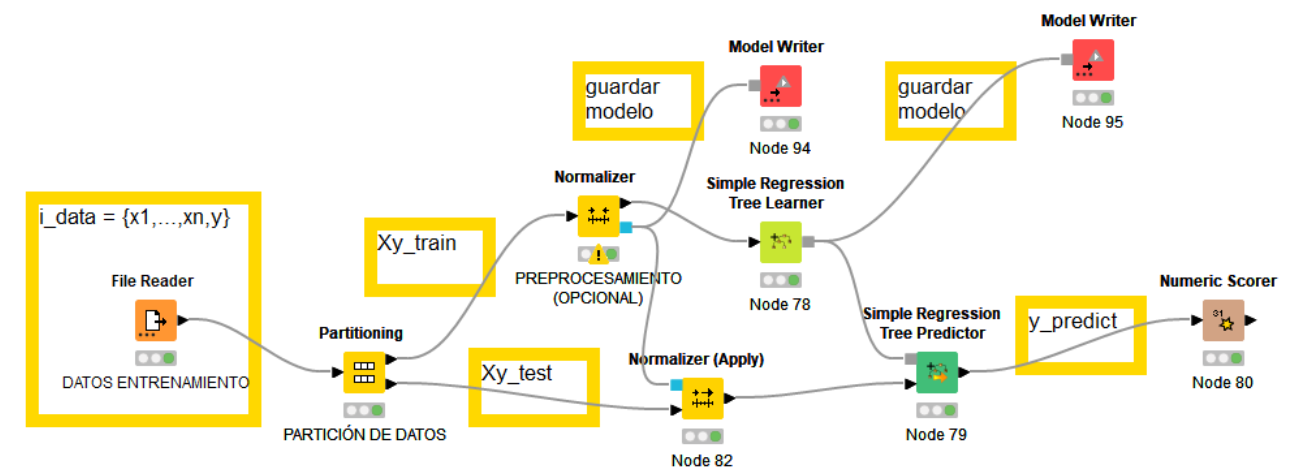 Model Writer
Node 95
Model Writer
Node 94
guardar
modelo
guardar
modelo
i_data = {x1,...,xn,y}
File Reader
DATOS ENTRENAMIENTO
Xy_train
Normalizer
PREPROCESAMIENTO
(OPCIONAL)
Simple Regression
Tree Learner
Node 78
Partitioning
PARTICIÓN DE DATOS
Xy_test
Normalizer (Apply)
Node 82
Simple Regression
Tree Predictor
Node 79
y_predict
Numeric Scorer
31
Node 80